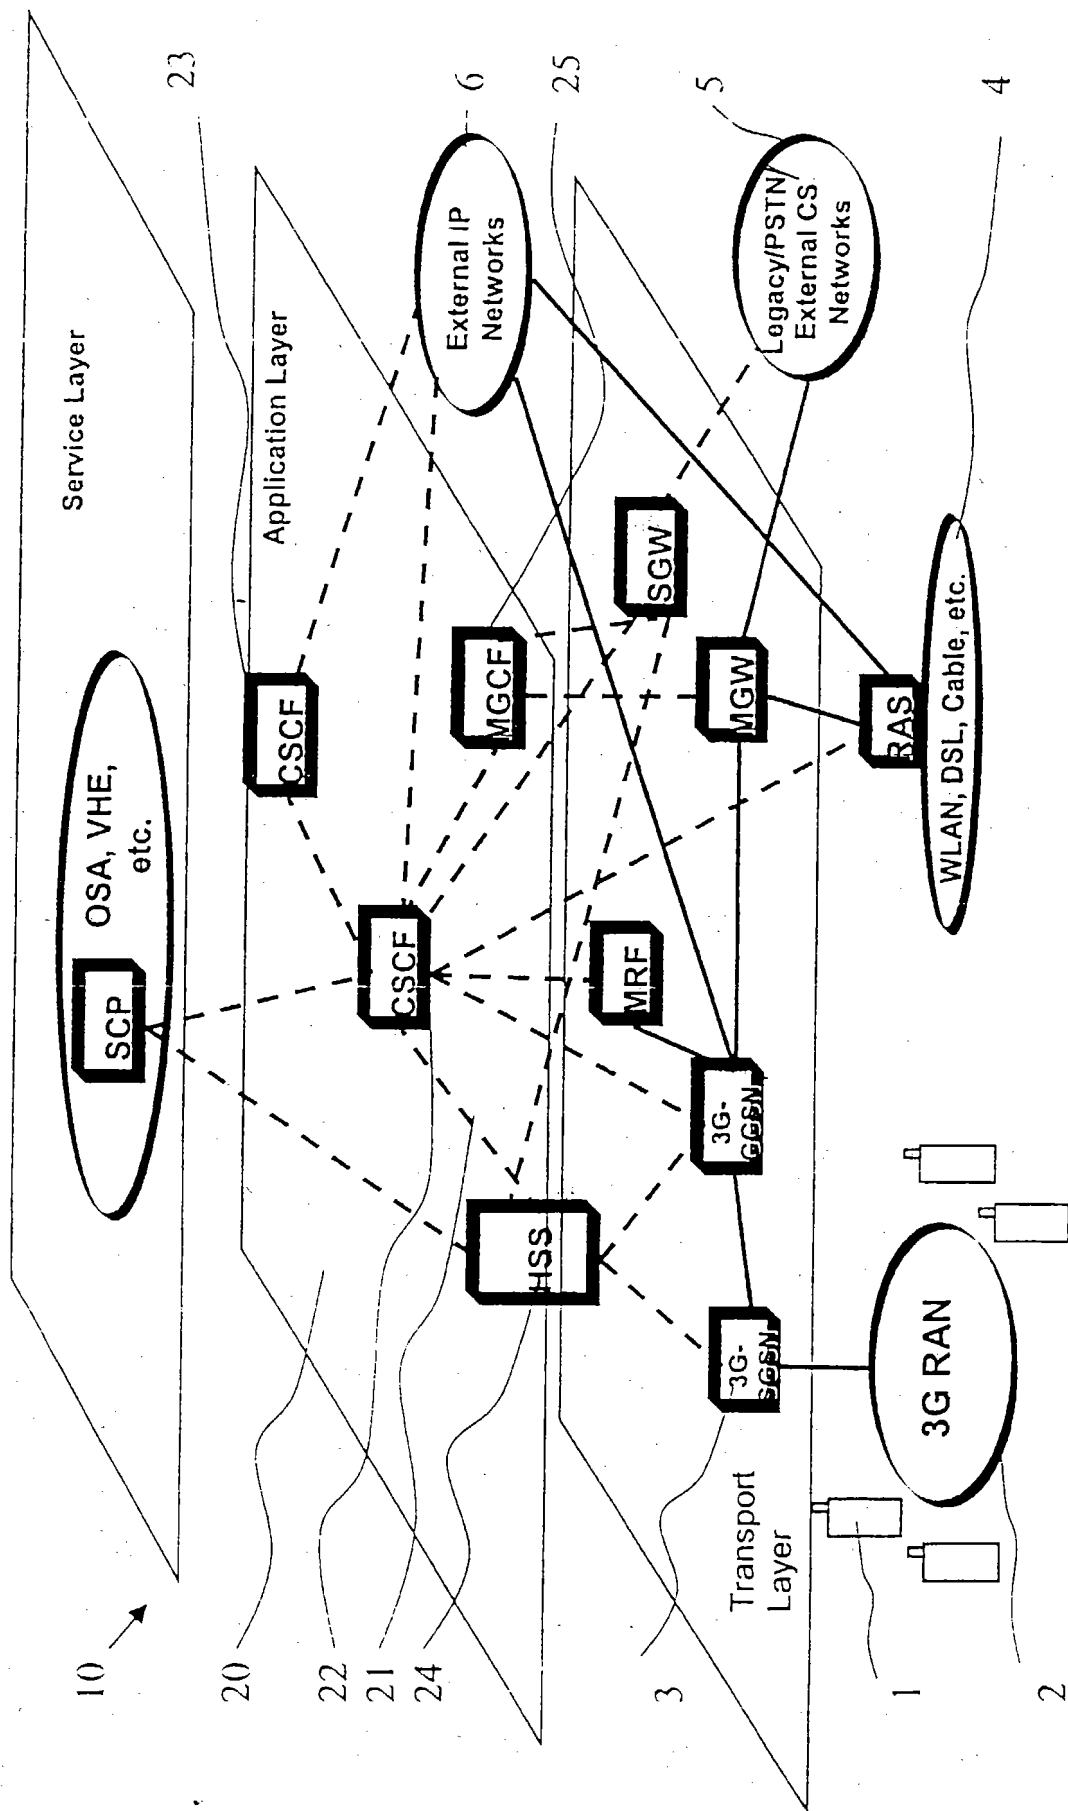 10
Service Layer
SCP
OSA, VHE,
etc.
23
20
22
21
24
Application Layer
CSCF
CSCF
MGCF
HSS
External IP
Networks
6
25
3
Transport
Layer
MRF
SGW
MGW
3G-
GGSN
3G-
SGSN
Legacy/PSTN/
External CS
Networks
5
RAS
WLAN, DSL, Cable, etc.
4
3G RAN
1
2